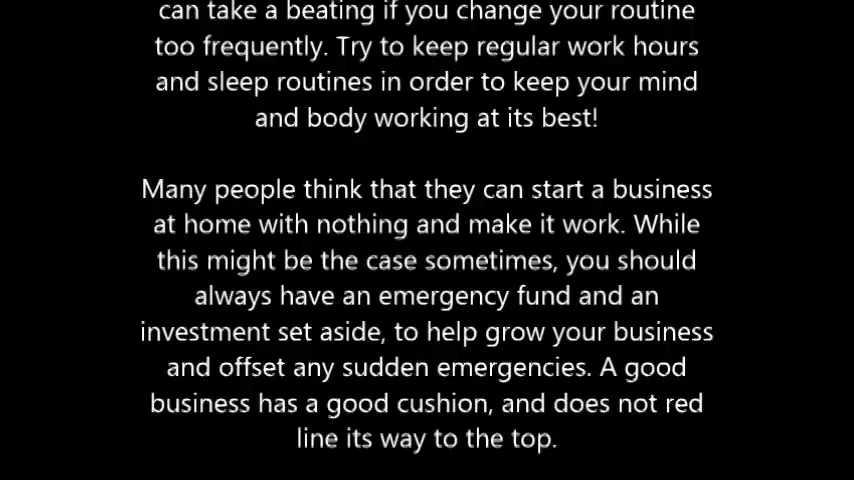 can take a beating if you change your routine
too frequently. Try to keep regular work hours
and sleep routines in order to keep your mind
and body working at its best!
Many people think that they can start a business
at home with nothing and make it work. While
this might be the case sometimes, you should
always have an emergency fund and an
investment set aside, to help grow your business
and offset any sudden emergencies. A good
business has a good cushion, and does not red
line its way to the top.